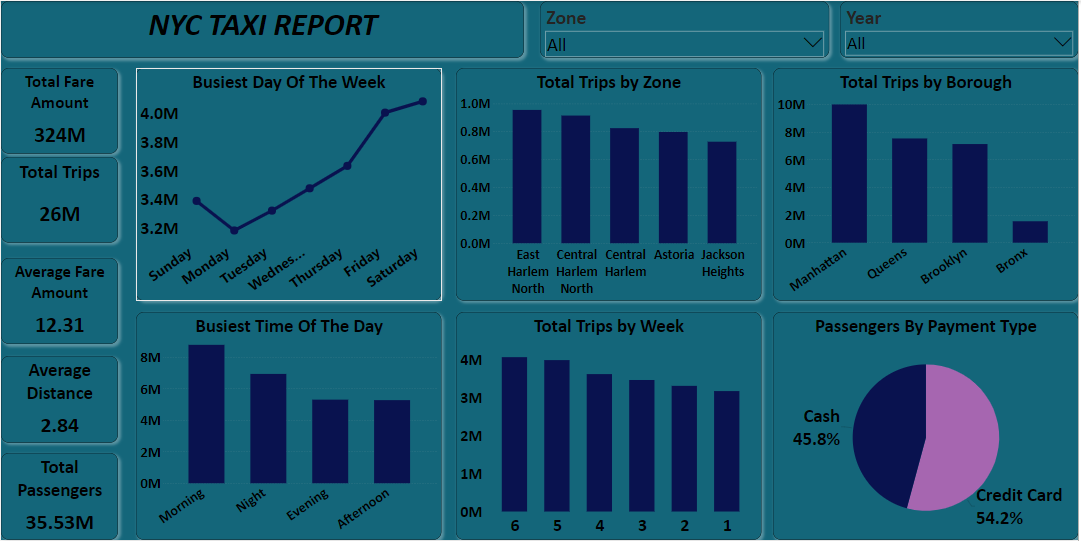 NYC TAXI REPORT
Zone
All
Year
All
Total Fare
Amount
324M
Total Trips
26M
Average Fare
Amount
12.31
Average
Distance
2.84
Total
Passengers
35.53M
Busiest Day Of The Week
4.0M
3.8M
3.6M
3.4M
3.2M
Sunday
Monday
Tuesday
Wednes...
Thursday
Friday
Saturday
Total Trips by Zone
1.0M
0.8M
0.6M
0.4M
0.2M
0.0M
East
Harlem
North
Central
Harlem
North
Central
Harlem
Astoria
Jackson
Heights
Total Trips by Borough
10M
8M
6M
4M
2M
0M
Manhattan
Queens
Brooklyn
Bronx
Busiest Time Of The Day
8M
6M
4M
2M
0M
Morning
Night
Evening
Afternoon
Total Trips by Week
4M
3M
2M
1M
0M
6 5 4 3 2 1
Passengers By Payment Type
Cash
45.8%
Credit Card
54.2%